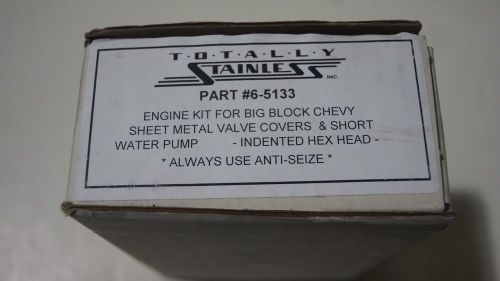 T·O·T·A·L·L·Y
STAINLESS INC.
PART #6-5133
ENGINE KIT FOR BIG BLOCK CHEVY
SHEET METAL VALVE COVERS & SHORT
WATER PUMP - INDENTED HEX HEAD -
* ALWAYS USE ANTI-SEIZE *